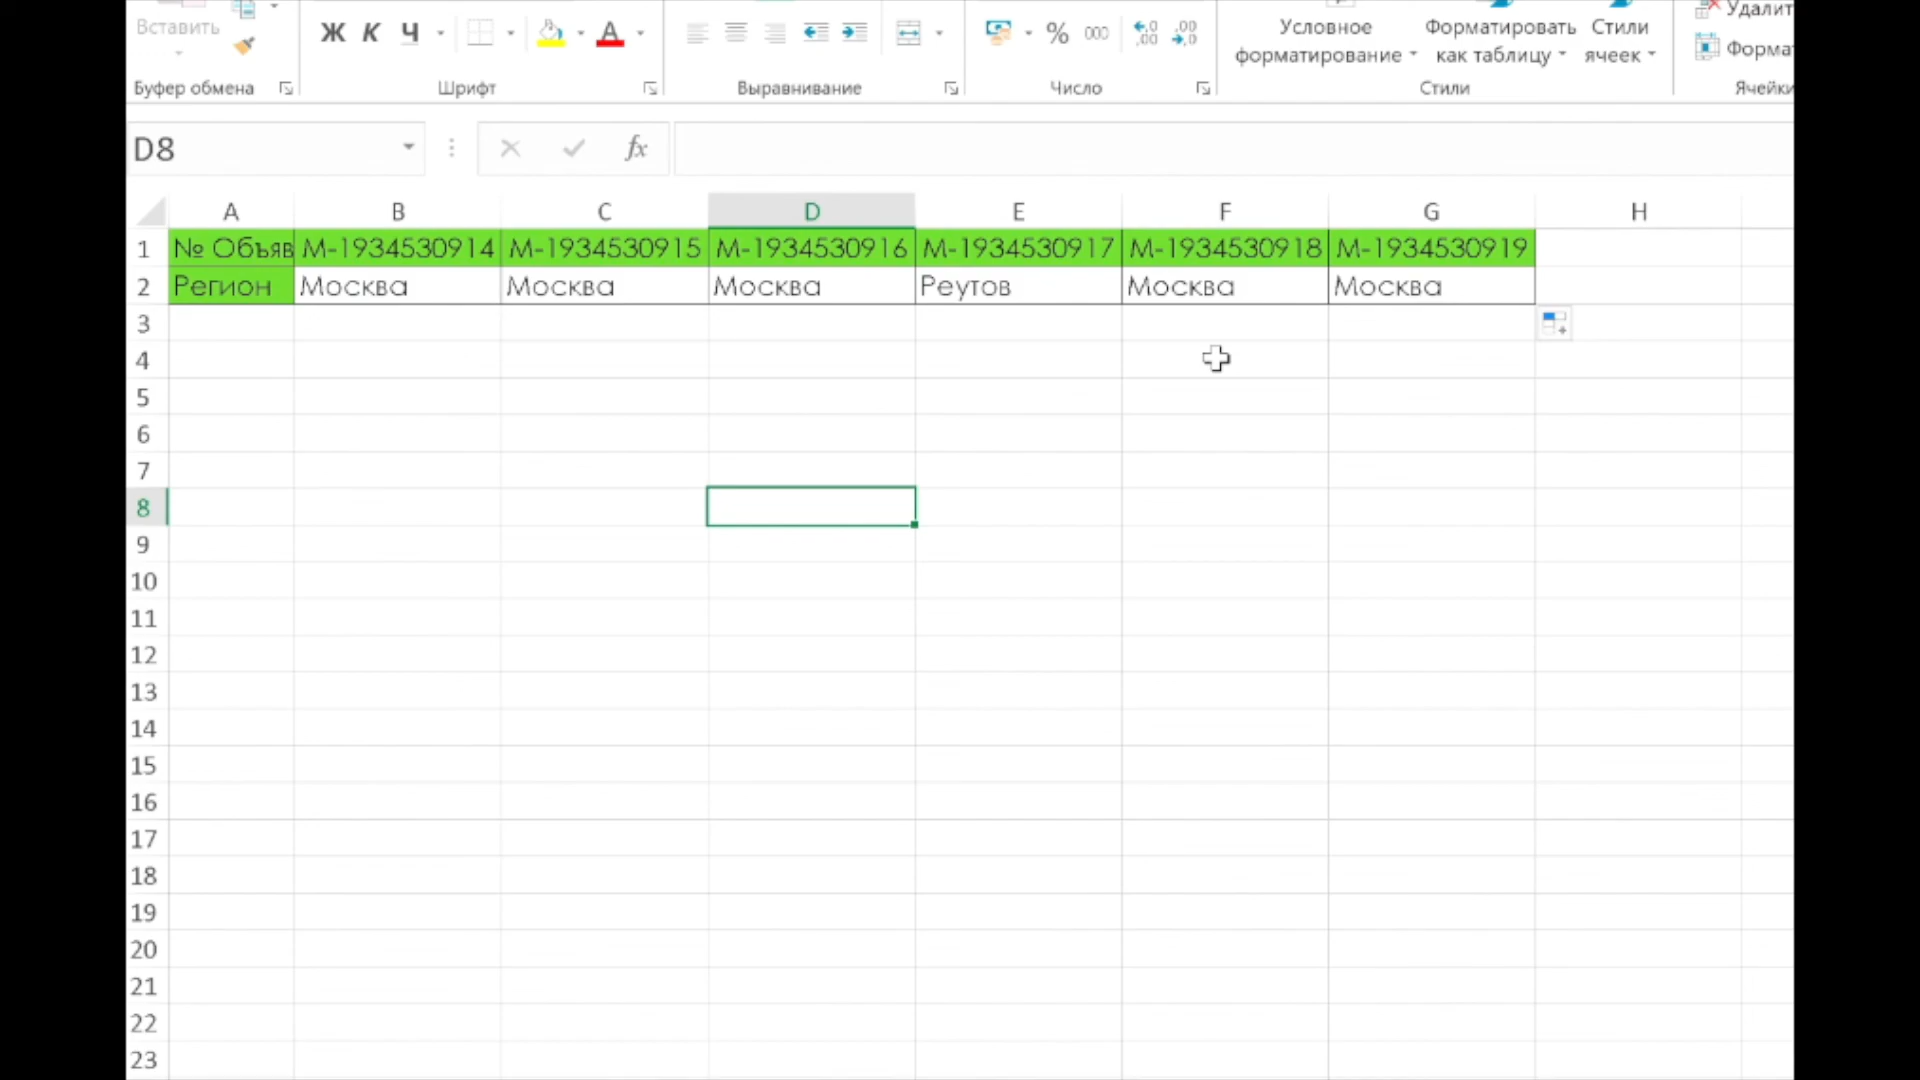 Вставить
Ж К Ч А
% 000
,00
Условное форматирование
Форматировать как таблицу
Стили ячеек
Удалит
Форма
Буфер обмена
Шрифт
Выравнивание
Число
Стили
Ячейки
D8
fx
A B C D E F G H
1 № Объяв М-1934530914 М-1934530915 М-1934530916 М-1934530917 М-1934530918 М-1934530919
2 Регион Москва Москва Москва Реутов Москва Москва
3
4
5
6
7
8
9
10
11
12
13
14
15
16
17
18
19
20
21
22
23